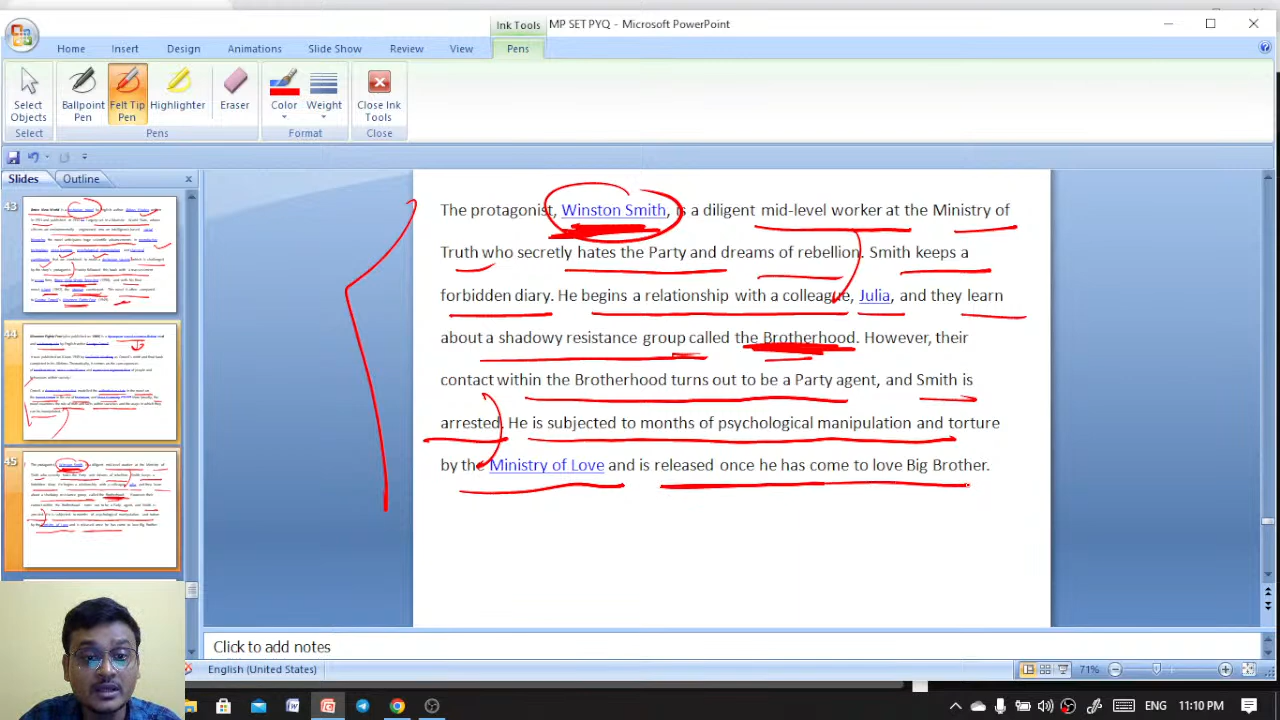 Ink Tools
MP SET PYQ - Microsoft PowerPoint
Home Insert Design Animations Slide Show Review View Pens
Select Objects
Ballpoint Pen
Felt Tip Pen
Highlighter
Eraser
Color
Weight
Close Ink Tools
Select Pens Format Close
Slides Outline
43
44
45
The protagonist, Winston Smith, is a diligent mid-level worker at the Ministry of
Truth who secretly hates the Party and dreams of rebellion. Smith keeps a
forbidden diary. He begins a relationship with a colleague, Julia, and they learn
about a shadowy resistance group called the Brotherhood. However, their
contact within the Brotherhood turns out to be a Party agent, and Smith is
arrested. He is subjected to months of psychological manipulation and torture
by the Ministry of Love and is released once he has come to love Big Brother.
Click to add notes
English (United States)
71%
ENG 11:10 PM